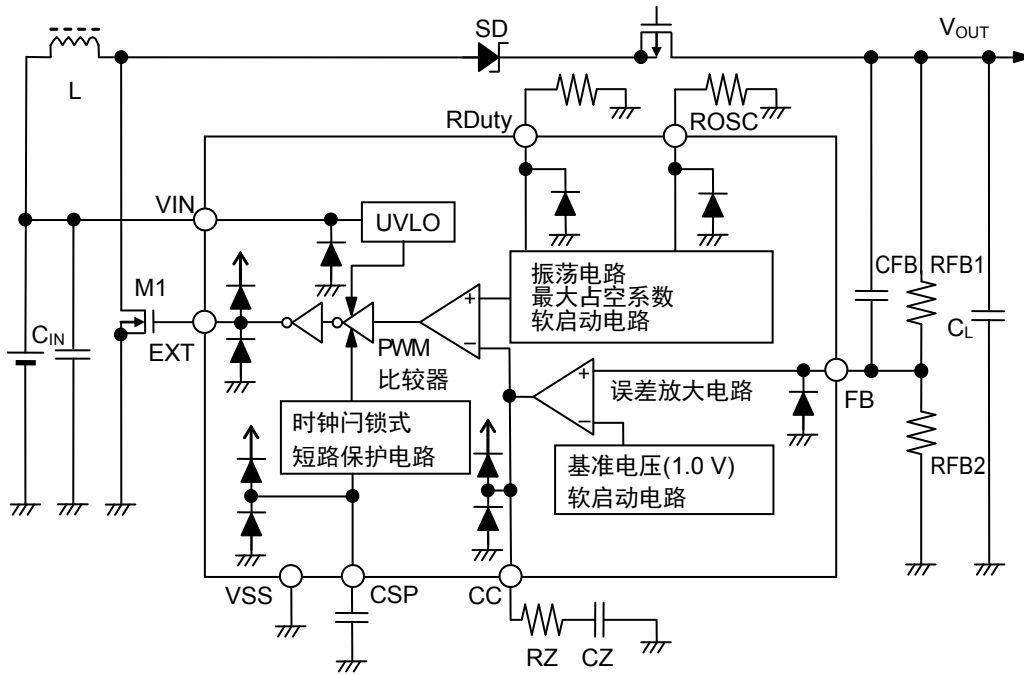 SD
V_OUT
L
RDuty
ROSC
VIN
UVLO
振荡电路
最大占空系数
软启动电路
CFB
RFB1
M1
C_IN
C_L
EXT
+
−
PWM
比较器
+
−
误差放大电路
FB
时钟闩锁式
短路保护电路
基准电压(1.0 V)
软启动电路
RFB2
VSS
CSP
CC
RZ
CZ